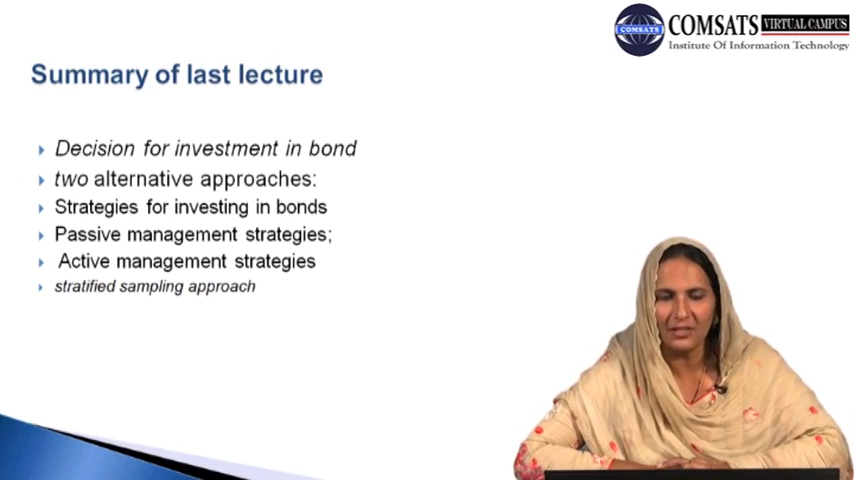 COMSATS VIRTUAL CAMPUS
COMSATS
Institute Of Information Technology
Summary of last lecture
Decision for investment in bond
two alternative approaches:
Strategies for investing in bonds
Passive management strategies;
Active management strategies
stratified sampling approach